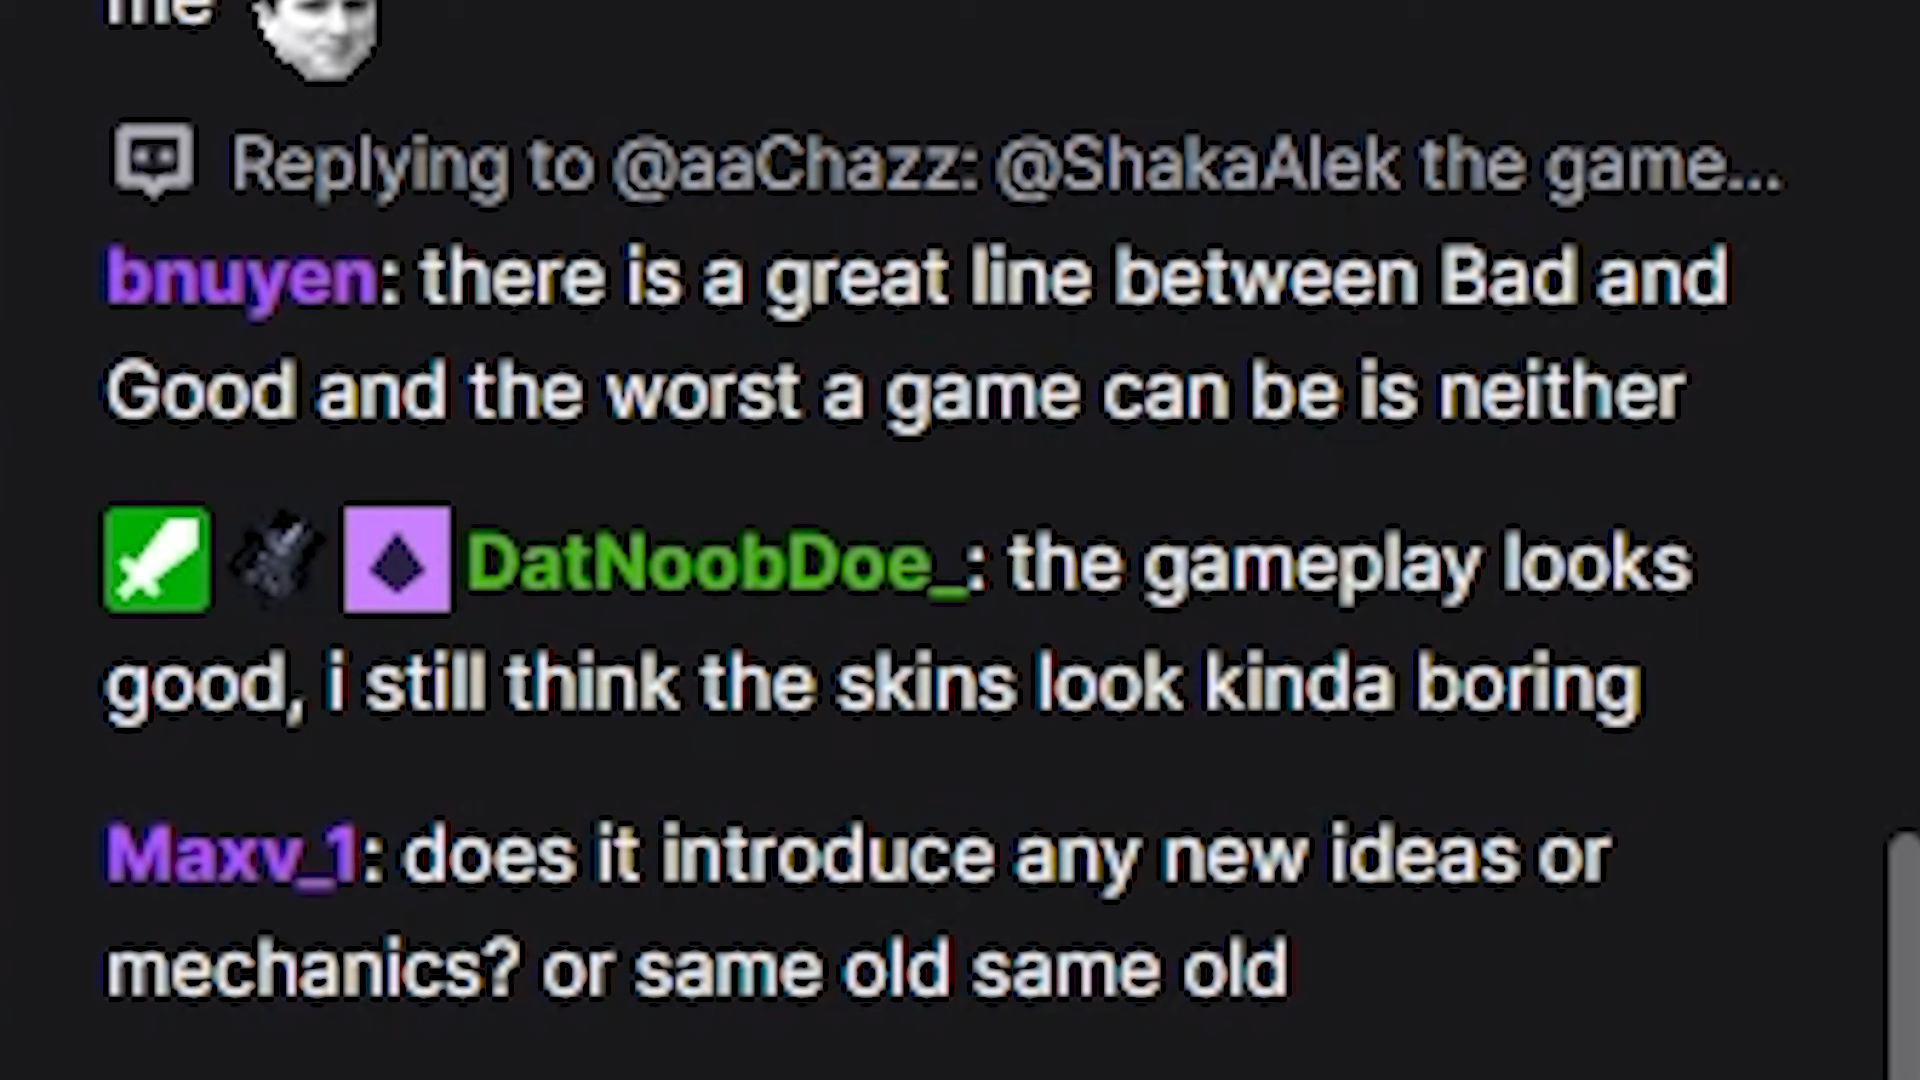 me
Replying to @aaChazz: @ShakaAlek the game...
bnuyen: there is a great line between Bad and
Good and the worst a game can be is neither
DatNoobDoe_: the gameplay looks
good, i still think the skins look kinda boring
Maxv_1: does it introduce any new ideas or
mechanics? or same old same old